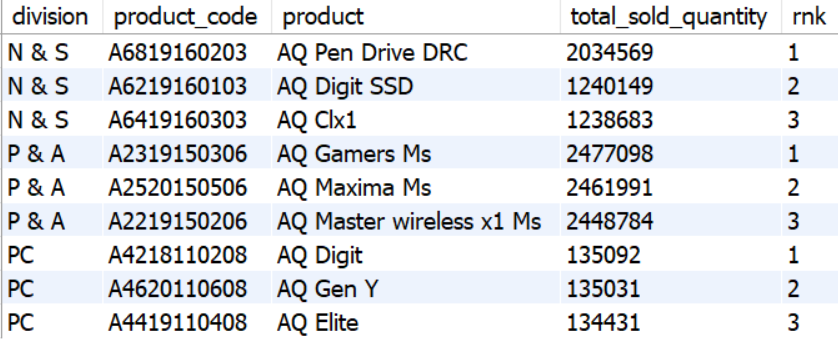 division product_code product total_sold_quantity rnk
N & S A6819160203 AQ Pen Drive DRC 2034569 1
N & S A6219160103 AQ Digit SSD 1240149 2
N & S A6419160303 AQ Clx1 1238683 3
P & A A2319150306 AQ Gamers Ms 2477098 1
P & A A2520150506 AQ Maxima Ms 2461991 2
P & A A2219150206 AQ Master wireless x1 Ms 2448784 3
PC A4218110208 AQ Digit 135092 1
PC A4620110608 AQ Gen Y 135031 2
PC A4419110408 AQ Elite 134431 3